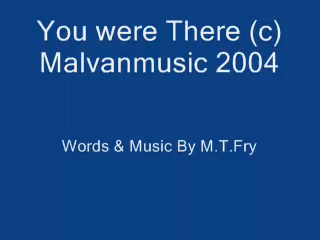 You were There (c)
Malvanmusic 2004
Words & Music By M.T.Fry